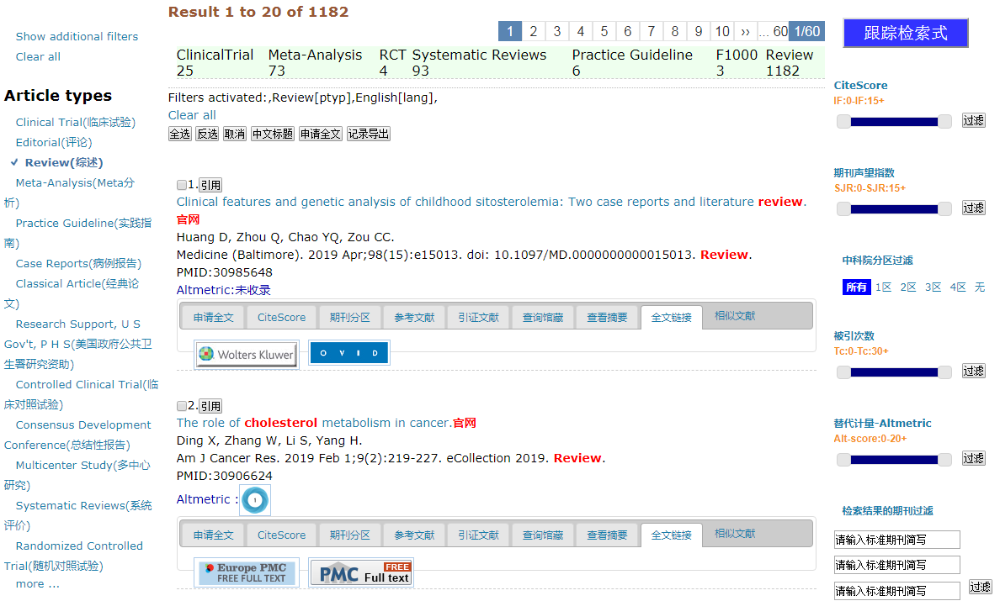 Show additional filters
Clear all
Article types
Clinical Trial(临床试验)
Editorial(评论)
Review(综述)
Meta-Analysis(Meta分
析)
Practice Guideline(实践指
南)
Case Reports(病例报告)
Classical Article(经典论
文)
Research Support, U S
Gov't, P H S(美国政府公共卫
生署研究资助)
Controlled Clinical Trial(临
床对照试验)
Consensus Development
Conference(总结性报告)
Multicenter Study(多中心
研究)
Systematic Reviews(系统
评价)
Randomized Controlled
Trial(随机对照试验)
more ...
Result 1 to 20 of 1182
1 2 3 4 5 6 7 8 9 10 ›› ... 60 1/60
ClinicalTrial Meta-Analysis RCT Systematic Reviews Practice Guideline F1000 Review
25 73 4 93 6 3 1182
Filters activated:,Review[ptyp],English[lang],
Clear all
全选 反选 取消 中文标题 申请全文 记录导出
1.引用
Clinical features and genetic analysis of childhood sitosterolemia: Two case reports and literature review.
官网
Huang D, Zhou Q, Chao YQ, Zou CC.
Medicine (Baltimore). 2019 Apr;98(15):e15013. doi: 10.1097/MD.0000000000015013. Review.
PMID:30985648
Altmetric:未收录
申请全文 CiteScore 期刊分区 参考文献 引证文献 查询馆藏 查看摘要 全文链接 相似文献
Wolters Kluwer OVID
2.引用
The role of cholesterol metabolism in cancer.官网
Ding X, Zhang W, Li S, Yang H.
Am J Cancer Res. 2019 Feb 1;9(2):219-227. eCollection 2019. Review.
PMID:30906624
Altmetric : 1
申请全文 CiteScore 期刊分区 参考文献 引证文献 查询馆藏 查看摘要 全文链接 相似文献
Europe PMC FREE
FREE FULL TEXT PMC Full text
跟踪检索式
CiteScore
IF:0-IF:15+
过滤
期刊声望指数
SJR:0-SJR:15+
过滤
中科院分区过滤
所有 1区 2区 3区 4区 无
被引次数
Tc:0-Tc:30+
过滤
替代计量-Altmetric
Alt-score:0-20+
过滤
检索结果的期刊过滤
请输入标准期刊简写
请输入标准期刊简写
请输入标准期刊简写 过滤